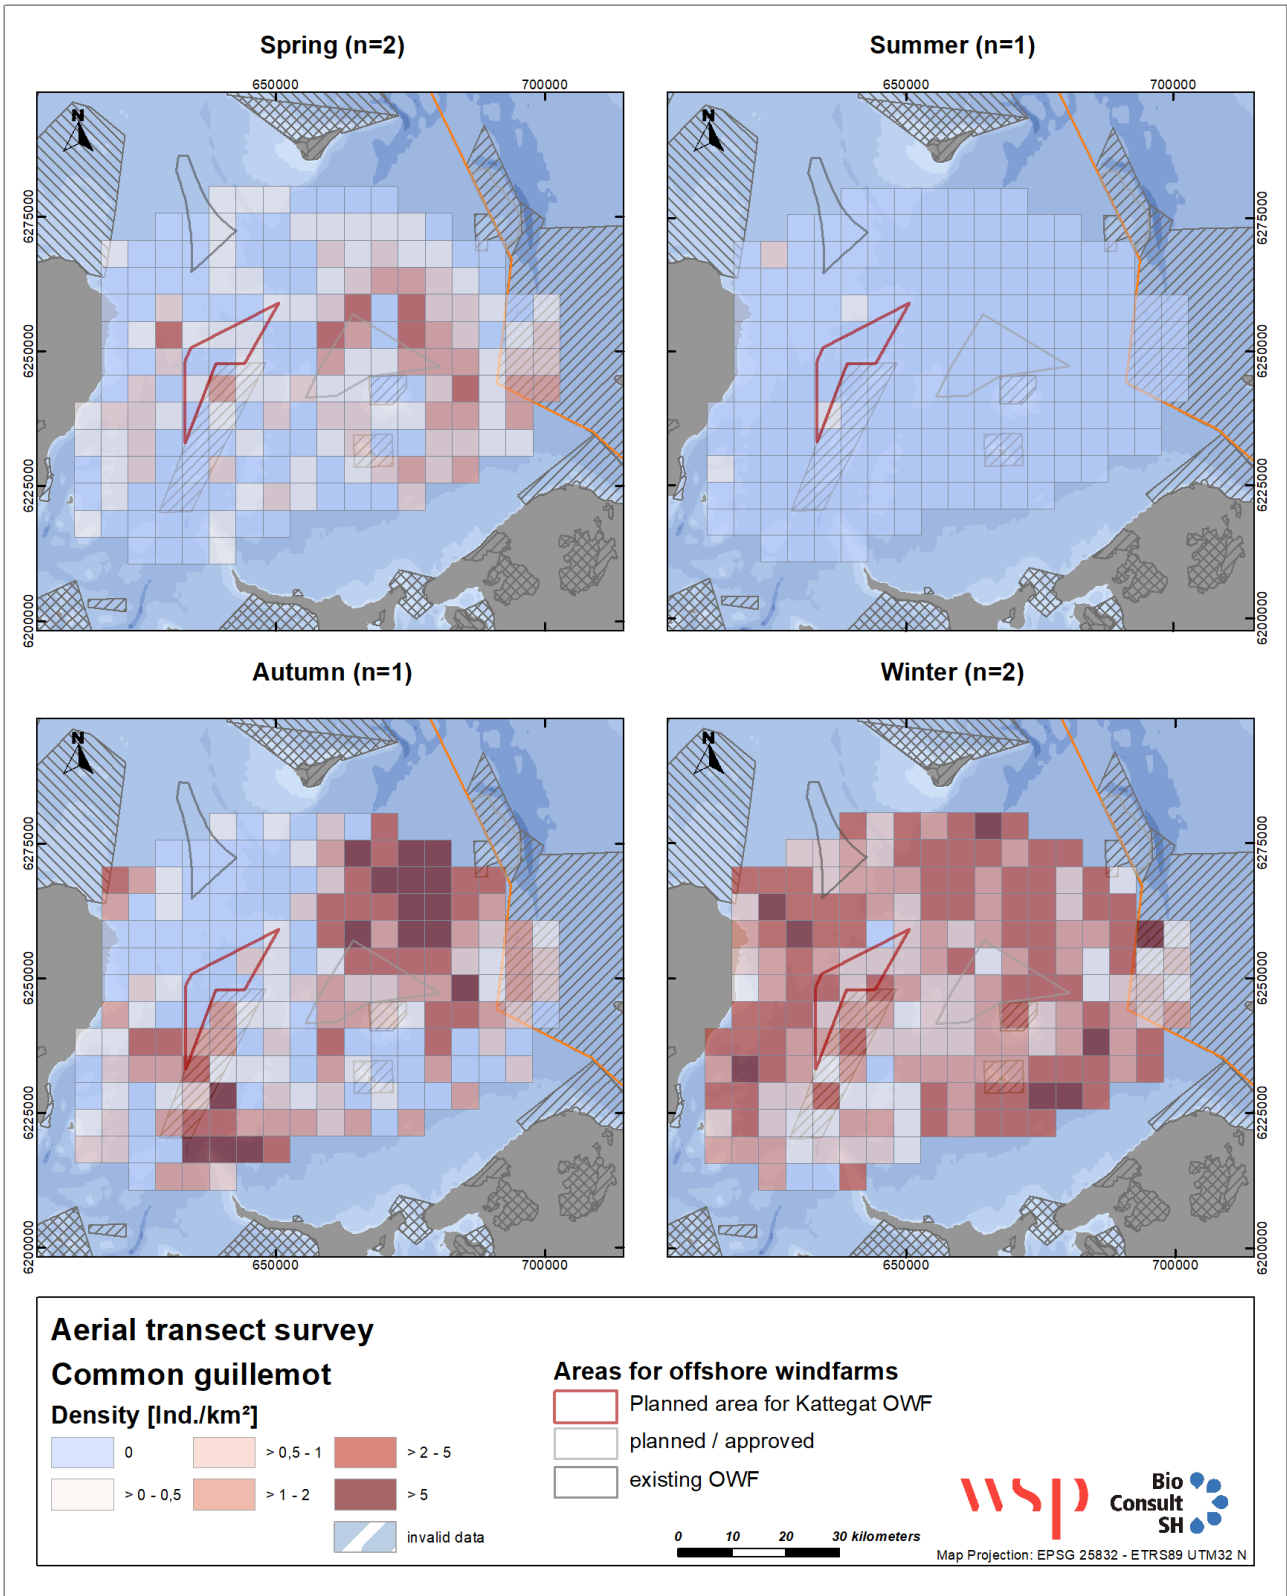 Spring (n=2)
Summer (n=1)
650000
700000
650000
700000
N
N
6275000
6250000
6225000
6200000
6275000
6250000
6225000
6200000
Autumn (n=1)
Winter (n=2)
N
N
6275000
6250000
6225000
6200000
6275000
6250000
6225000
6200000
650000
700000
650000
700000
Aerial transect survey
Common guillemot
Density [Ind./km²]
0
> 0,5 - 1
> 2 - 5
> 0 - 0,5
> 1 - 2
> 5
invalid data
Areas for offshore windfarms
Planned area for Kattegat OWF
planned / approved
existing OWF
0 10 20 30 kilometers
wsp
Bio
Consult
SH
Map Projection: EPSG 25832 - ETRS89 UTM32 N